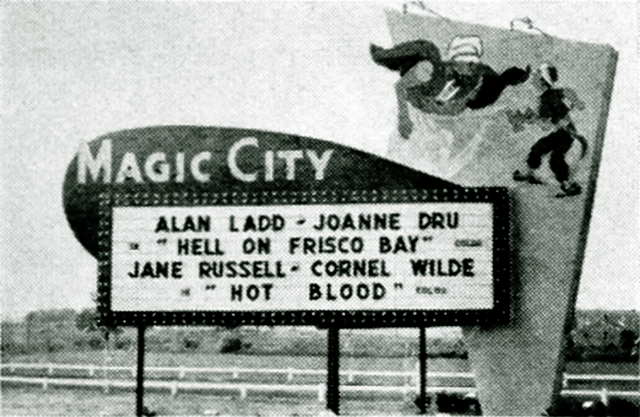 MAGIC CITY
ALAN LADD - JOANNE DRU
IN "HELL ON FRISCO BAY" COLOR
JANE RUSSELL - CORNEL WILDE
IN "HOT BLOOD" COLOR